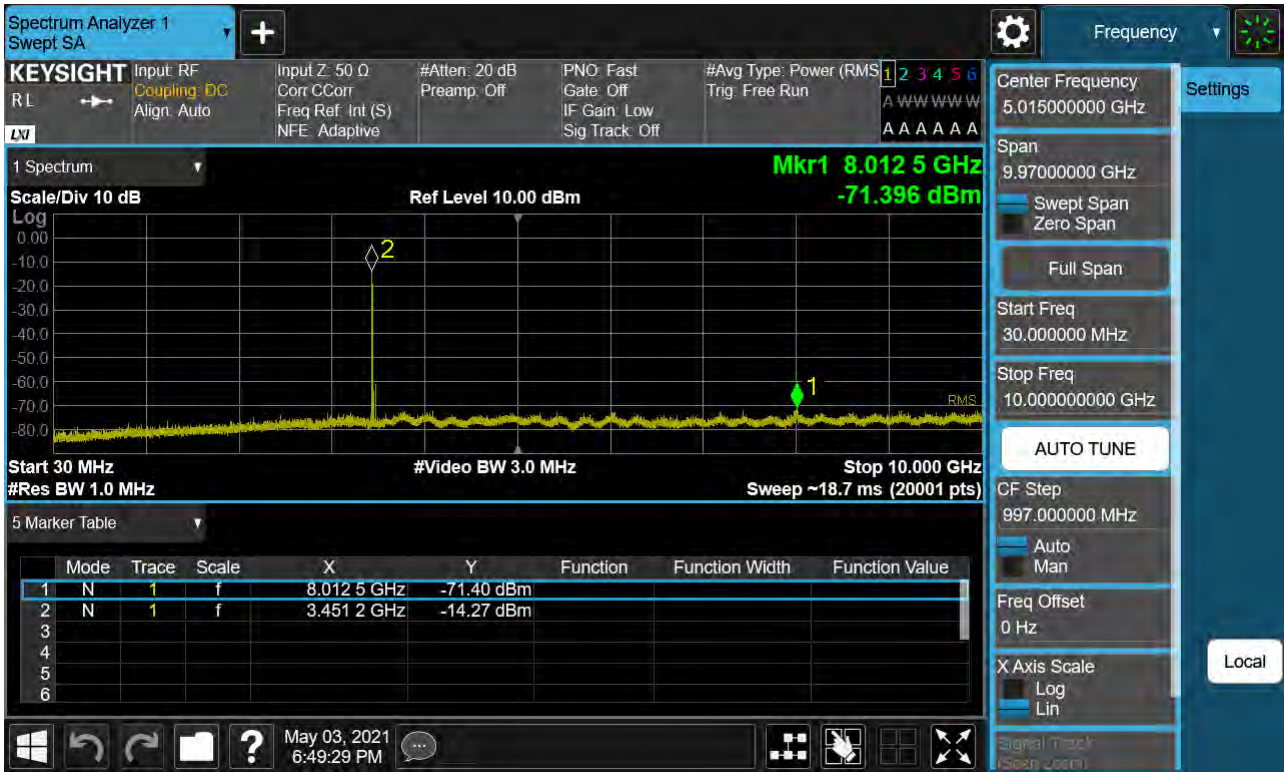 Spectrum Analyzer 1
Swept SA
+
Frequency
KEYSIGHT
RL
LXI
Input: RF
Coupling: DC
Align: Auto
Input Z: 50 Ω
Corr CCorr
Freq Ref: Int (S)
NFE: Adaptive
#Atten: 20 dB
Preamp: Off
PNO: Fast
Gate: Off
IF Gain: Low
Sig Track: Off
#Avg Type: Power (RMS
Trig: Free Run
1 2 3 4 5 6
A W W W W W
A A A A A A
1 Spectrum
Scale/Div 10 dB
Ref Level 10.00 dBm
Mkr1 8.012 5 GHz
-71.396 dBm
Log
0.00
-10.0
-20.0
-30.0
-40.0
-50.0
-60.0
-70.0
-80.0
2
1
RMS
Start 30 MHz
#Video BW 3.0 MHz
Stop 10.000 GHz
#Res BW 1.0 MHz
Sweep ~18.7 ms (20001 pts)
5 Marker Table
Mode Trace Scale X Y Function Function Width Function Value
1 N 1 f 8.012 5 GHz -71.40 dBm
2 N 1 f 3.451 2 GHz -14.27 dBm
3
4
5
6
Center Frequency
5.015000000 GHz
Span
9.97000000 GHz
Swept Span
Zero Span
Full Span
Start Freq
30.000000 MHz
Stop Freq
10.000000000 GHz
AUTO TUNE
CF Step
997.000000 MHz
Auto
Man
Freq Offset
0 Hz
X Axis Scale
Log
Lin
Signal Track
(Span Zoom)
Settings
Local
?
May 03, 2021
6:49:29 PM